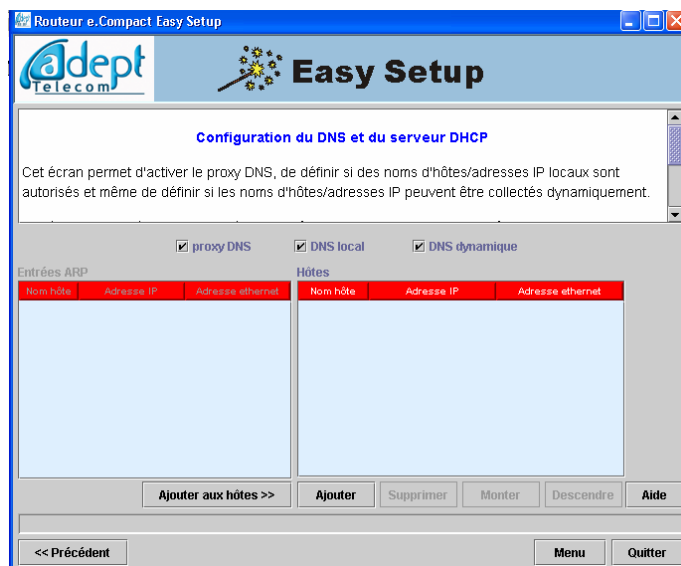 Routeur e.Compact Easy Setup
adept
Telecom
Easy Setup
Configuration du DNS et du serveur DHCP
Cet écran permet d'activer le proxy DNS, de définir si des noms d'hôtes/adresses IP locaux sont
autorisés et même de définir si les noms d'hôtes/adresses IP peuvent être collectés dynamiquement.
proxy DNS DNS local DNS dynamique
Entrées ARP Hôtes
Nom hôte Adresse IP Adresse ethernet Nom hôte Adresse IP Adresse ethernet
Ajouter aux hôtes >> Ajouter Supprimer Monter Descendre Aide
<< Précédent Menu Quitter